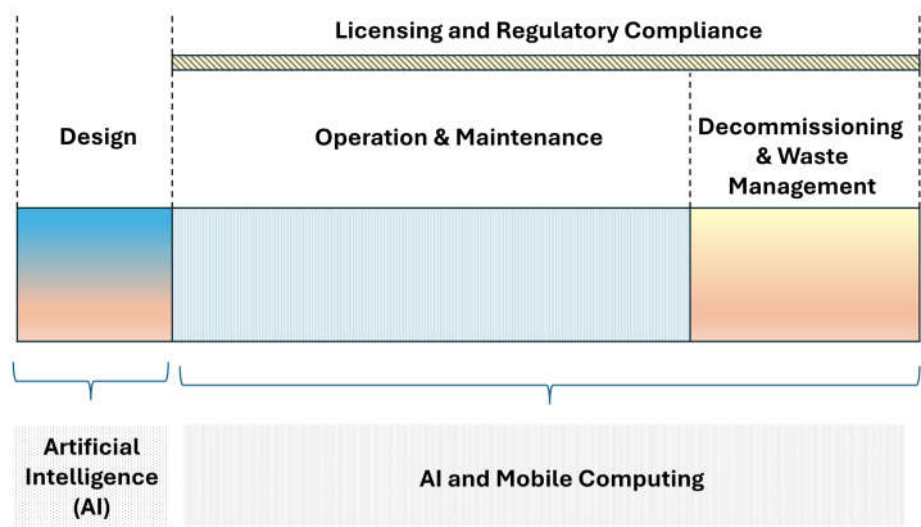 Licensing and Regulatory Compliance
Design
Operation & Maintenance
Decommissioning
& Waste
Management
Artificial
Intelligence
(AI)
AI and Mobile Computing